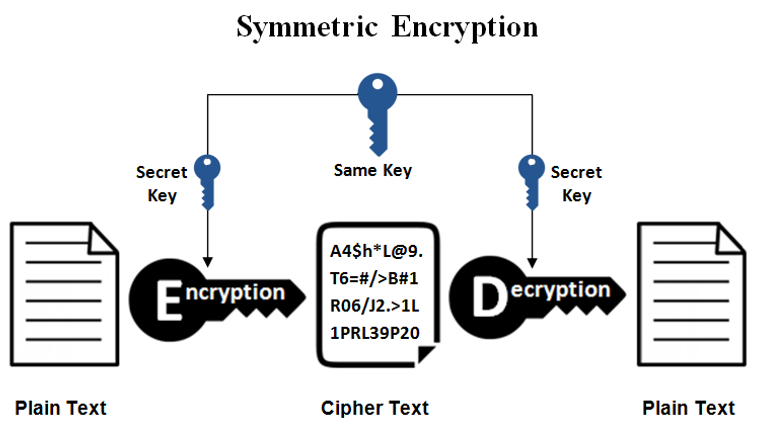 Symmetric Encryption
Secret
Key
Same Key
Secret
Key
Encryption
A4$h*L@9.
T6=#/>B#1
R06/J2.>1L
1PRL39P20
Decryption
Plain Text
Cipher Text
Plain Text